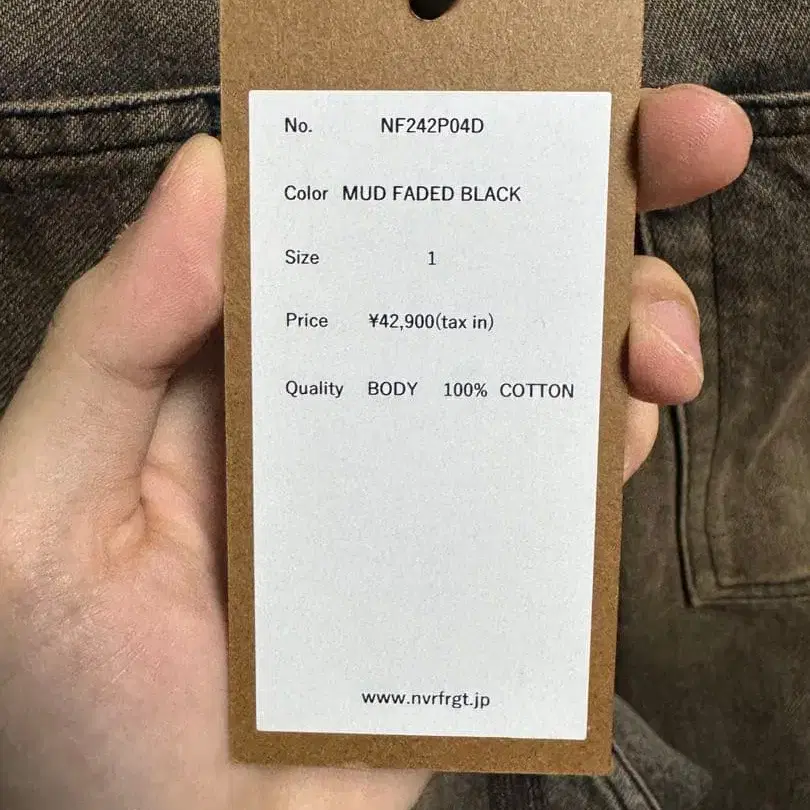 No. NF242P04D
Color MUD FADED BLACK
Size 1
Price ¥42,900(tax in)
Quality BODY 100% COTTON
www.nvrfrgt.jp